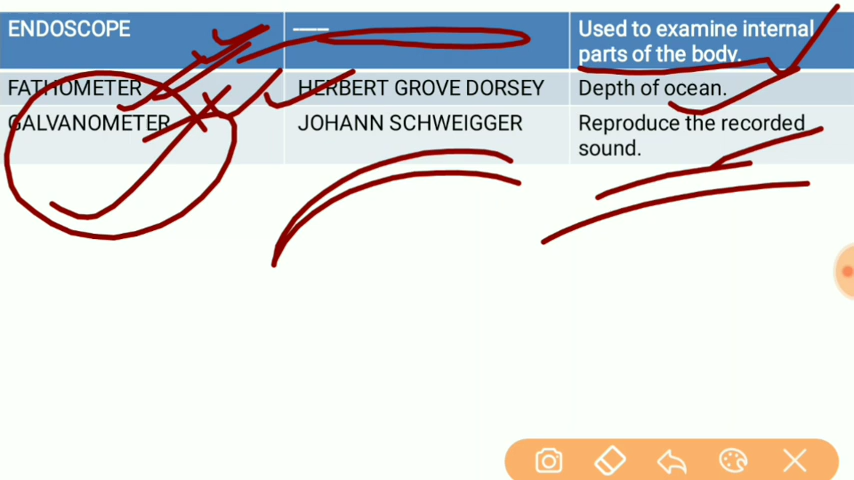 ENDOSCOPE
----
Used to examine internal
parts of the body.
FATHOMETER
HERBERT GROVE DORSEY
Depth of ocean.
GALVANOMETER
JOHANN SCHWEIGGER
Reproduce the recorded
sound.